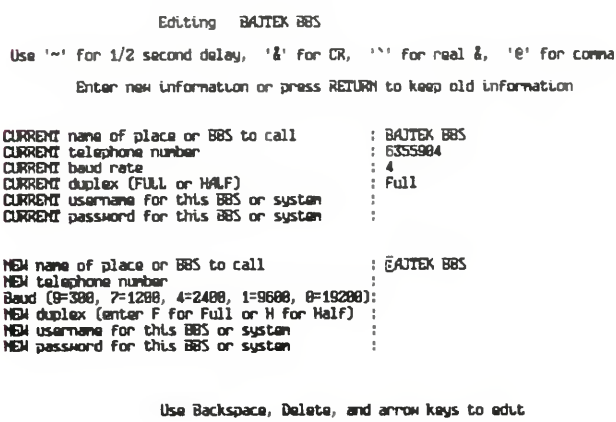 Editing BAJTEK BBS
Use '~' for 1/2 second delay, '&' for CR, '`' for real &, '@' for comma
Enter new information or press RETURN to keep old information
CURRENT name of place or BBS to call : BAJTEK BBS
CURRENT telephone number : 6355904
CURRENT baud rate : 4
CURRENT duplex (FULL or HALF) : Full
CURRENT username for this BBS or system :
CURRENT password for this BBS or system :
NEW name of place or BBS to call : BAJTEK BBS
NEW telephone number :
Baud (9=300, 7=1200, 4=2400, 1=9600, 0=19200):
NEW duplex (enter F for Full or H for Half) :
NEW username for this BBS or system :
NEW password for this BBS or system :
Use Backspace, Delete, and arrow keys to edit